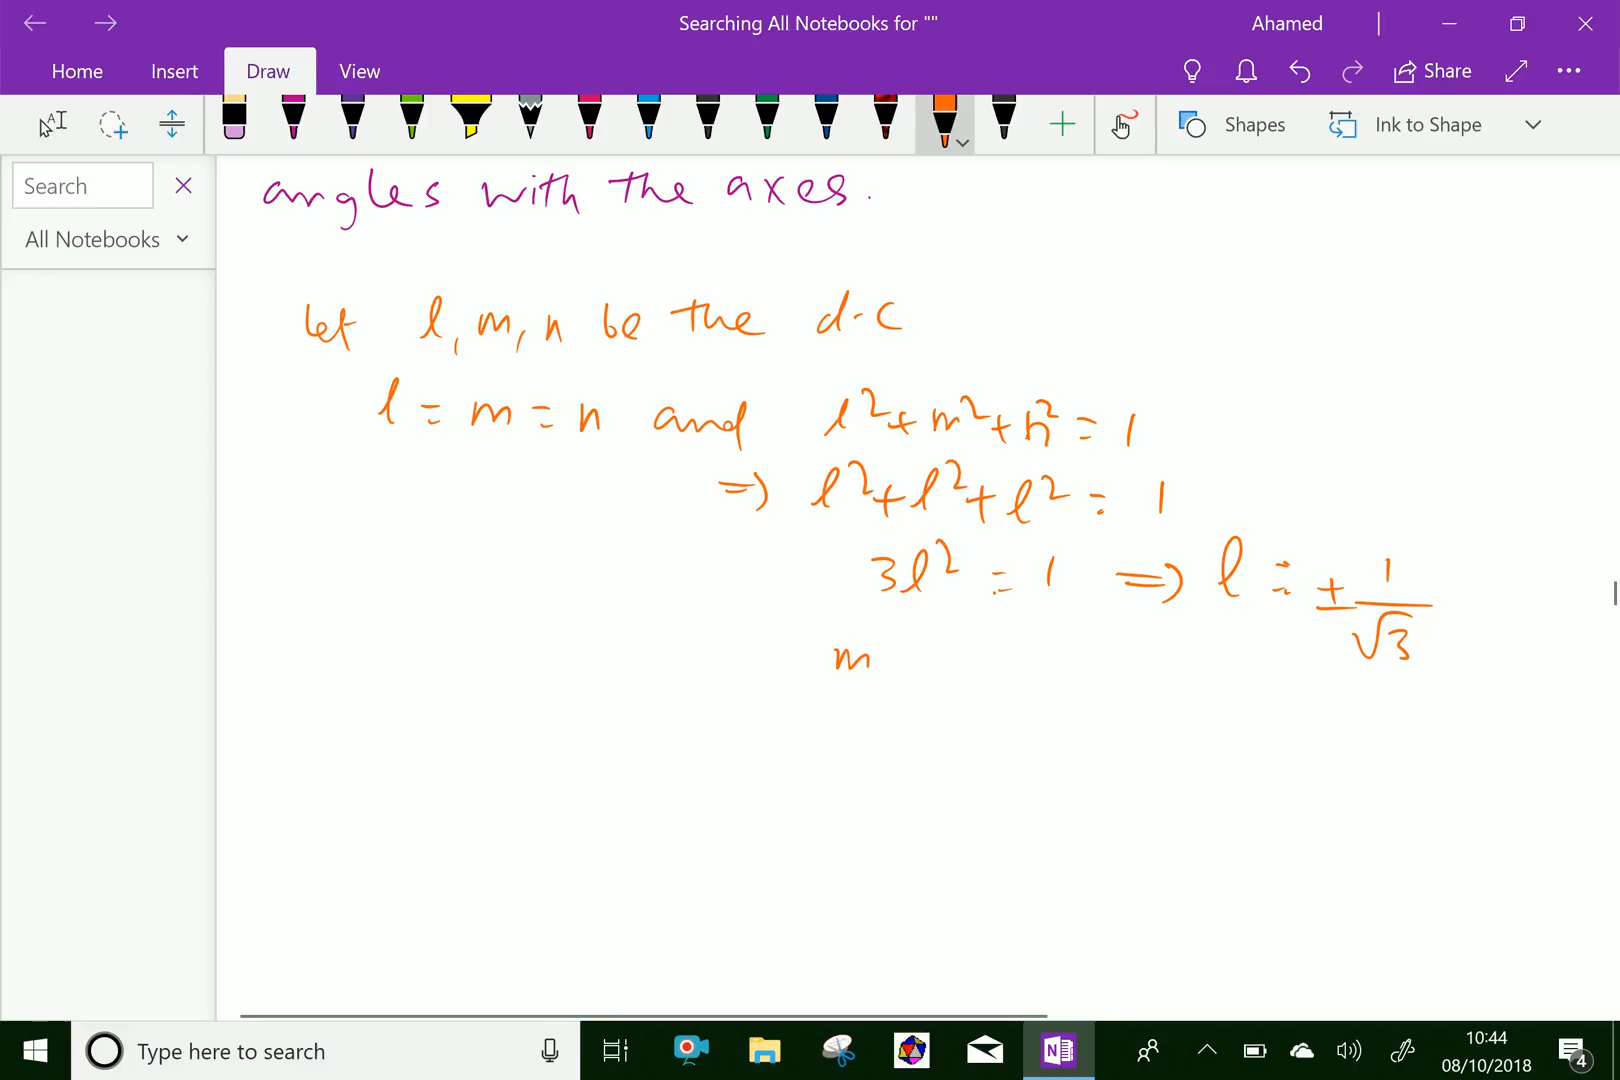 Searching All Notebooks for ""
Ahamed
Home Insert Draw View
Share
Shapes
Ink to Shape
Search
All Notebooks
angles with the axes.
let l, m, n be the d.c
l = m = n and l² + m² + n² = 1
=> l² + l² + l² = 1
3l² = 1 => l = ± 1/√3
m
Type here to search
10:44
08/10/2018
4